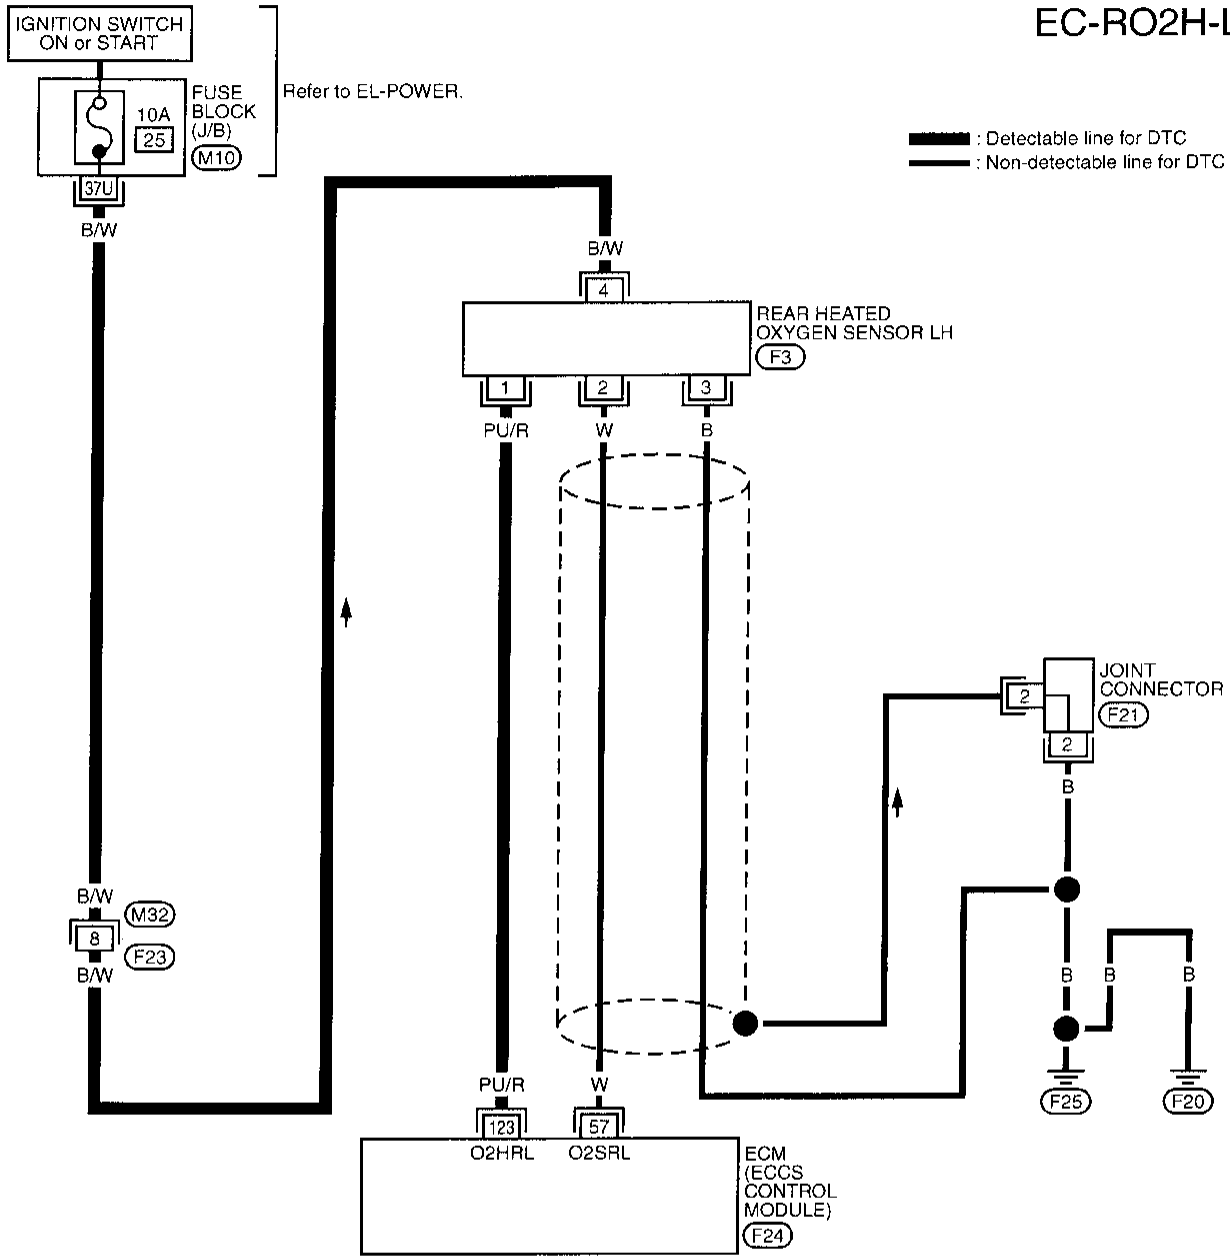 EC-RO2H-L
IGNITION SWITCH
ON or START
FUSE
BLOCK
(J/B)
M10
10A
25
37U
Refer to EL-POWER.
: Detectable line for DTC
: Non-detectable line for DTC
B/W
B/W
4
REAR HEATED
OXYGEN SENSOR LH
F3
1
2
3
PU/R
W
B
JOINT
CONNECTOR
F21
2
2
B
B/W
M32
8
F23
B/W
B
B
B
PU/R
W
F25
F20
123
57
O2HRL
O2SRL
ECM
(ECCS
CONTROL
MODULE)
F24